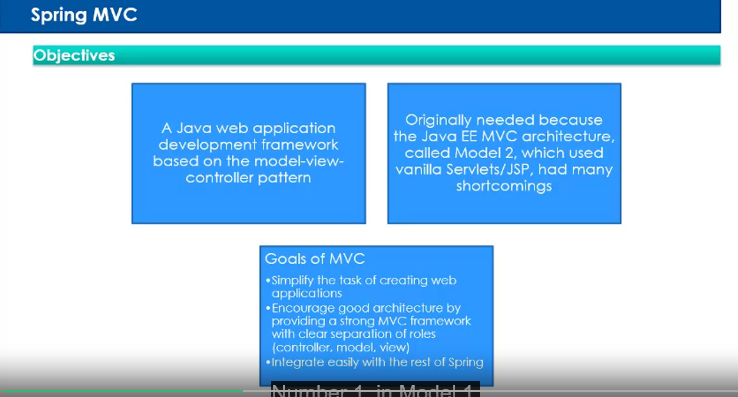 Spring MVC
Objectives
A Java web application
development framework
based on the model-view-
controller pattern
Originally needed because
the Java EE MVC architecture,
called Model 2, which used
vanilla Servlets/JSP, had many
shortcomings
Goals of MVC
•Simplify the task of creating web
applications
•Encourage good architecture by
providing a strong MVC framework
with clear separation of roles
(controller, model, view)
•Integrate easily with the rest of Spring
Number 1, in Model 1,